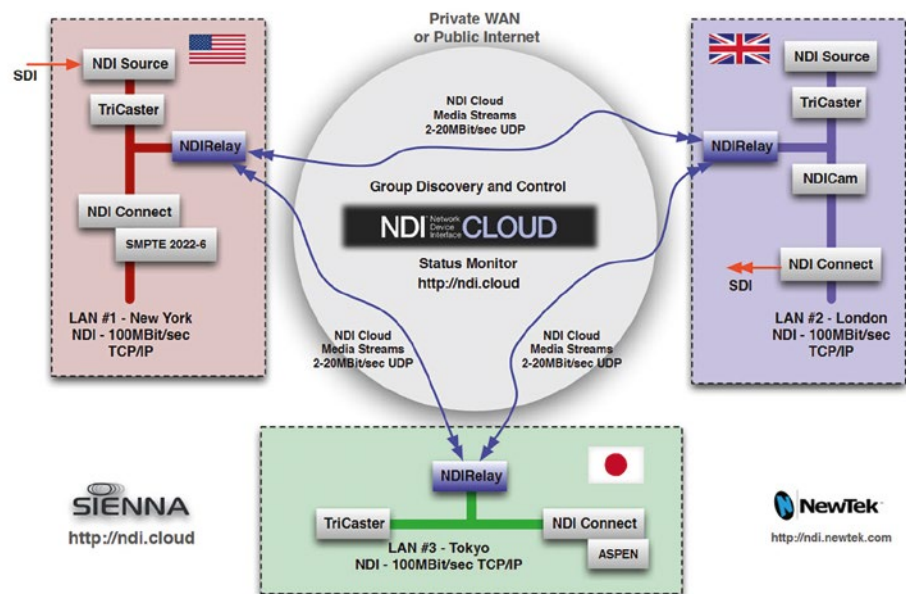 Private WAN
or Public Internet
SDI
NDI Source
TriCaster
NDIRelay
NDI Connect
SMPTE 2022-6
LAN #1 - New York
NDI - 100MBit/sec
TCP/IP
NDI Cloud
Media Streams
2-20MBit/sec UDP
Group Discovery and Control
NDI™ Network
Device
Interface CLOUD
Status Monitor
http://ndi.cloud
NDI Cloud
Media Streams
2-20MBit/sec UDP
NDI Cloud
Media Streams
2-20MBit/sec UDP
NDI Source
TriCaster
NDIRelay
NDICam
NDI Connect
SDI
LAN #2 - London
NDI - 100MBit/sec
TCP/IP
NDIRelay
TriCaster
NDI Connect
ASPEN
LAN #3 - Tokyo
NDI - 100MBit/sec TCP/IP
SIENNA
http://ndi.cloud
NewTek
http://ndi.newtek.com